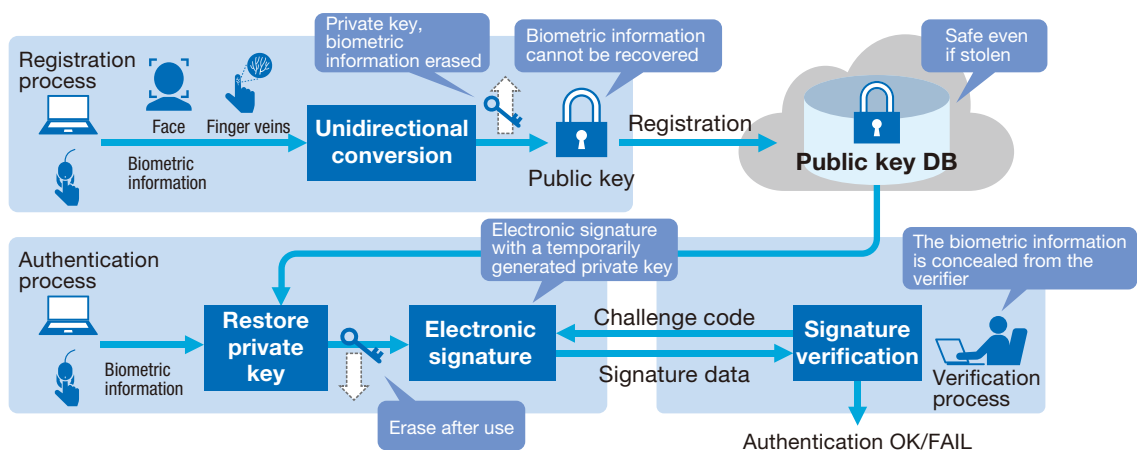 Registration
process
Face
Finger veins
Biometric
information
Unidirectional
conversion
Private key,
biometric
information erased
Biometric information
cannot be recovered
Public key
Registration
Safe even
if stolen
Public key DB
Authentication
process
Biometric
information
Restore
private
key
Erase after use
Electronic signature
with a temporarily
generated private key
Electronic
signature
Challenge code
Signature data
Signature
verification
The biometric information
is concealed from the
verifier
Verification
process
Authentication OK/FAIL